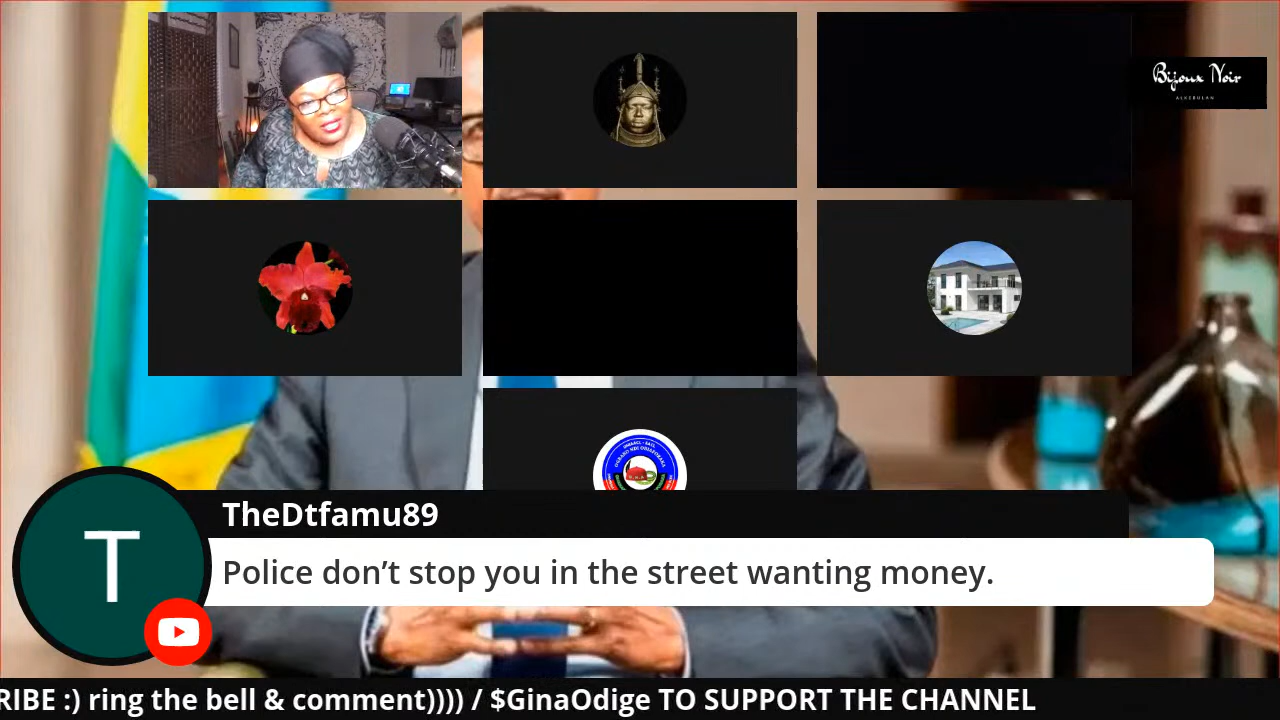 Bijoux Noir
ALKEBULAN
TheDtfamu89
T
Police don’t stop you in the street wanting money.
RIBE :) ring the bell & comment)))) / $GinaOdige TO SUPPORT THE CHANNEL